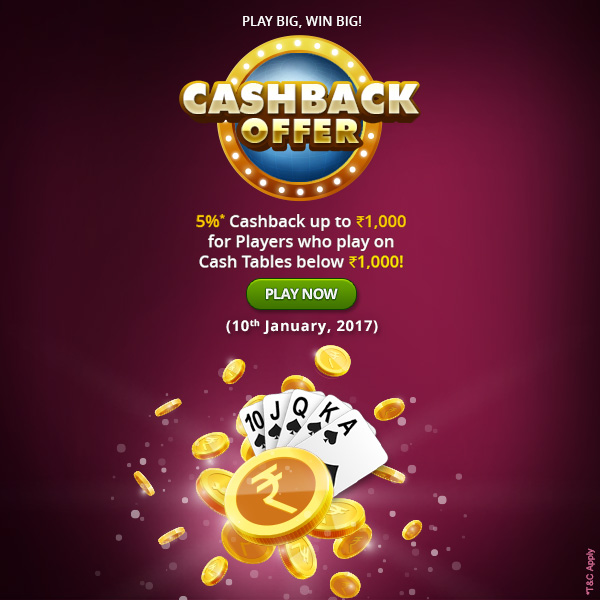 PLAY BIG, WIN BIG!
CASHBACK
OFFER
5%* Cashback up to ₹1,000
for Players who play on
Cash Tables below ₹1,000!
PLAY NOW
(10th January, 2017)
10 J Q K A
₹
*T&C Apply